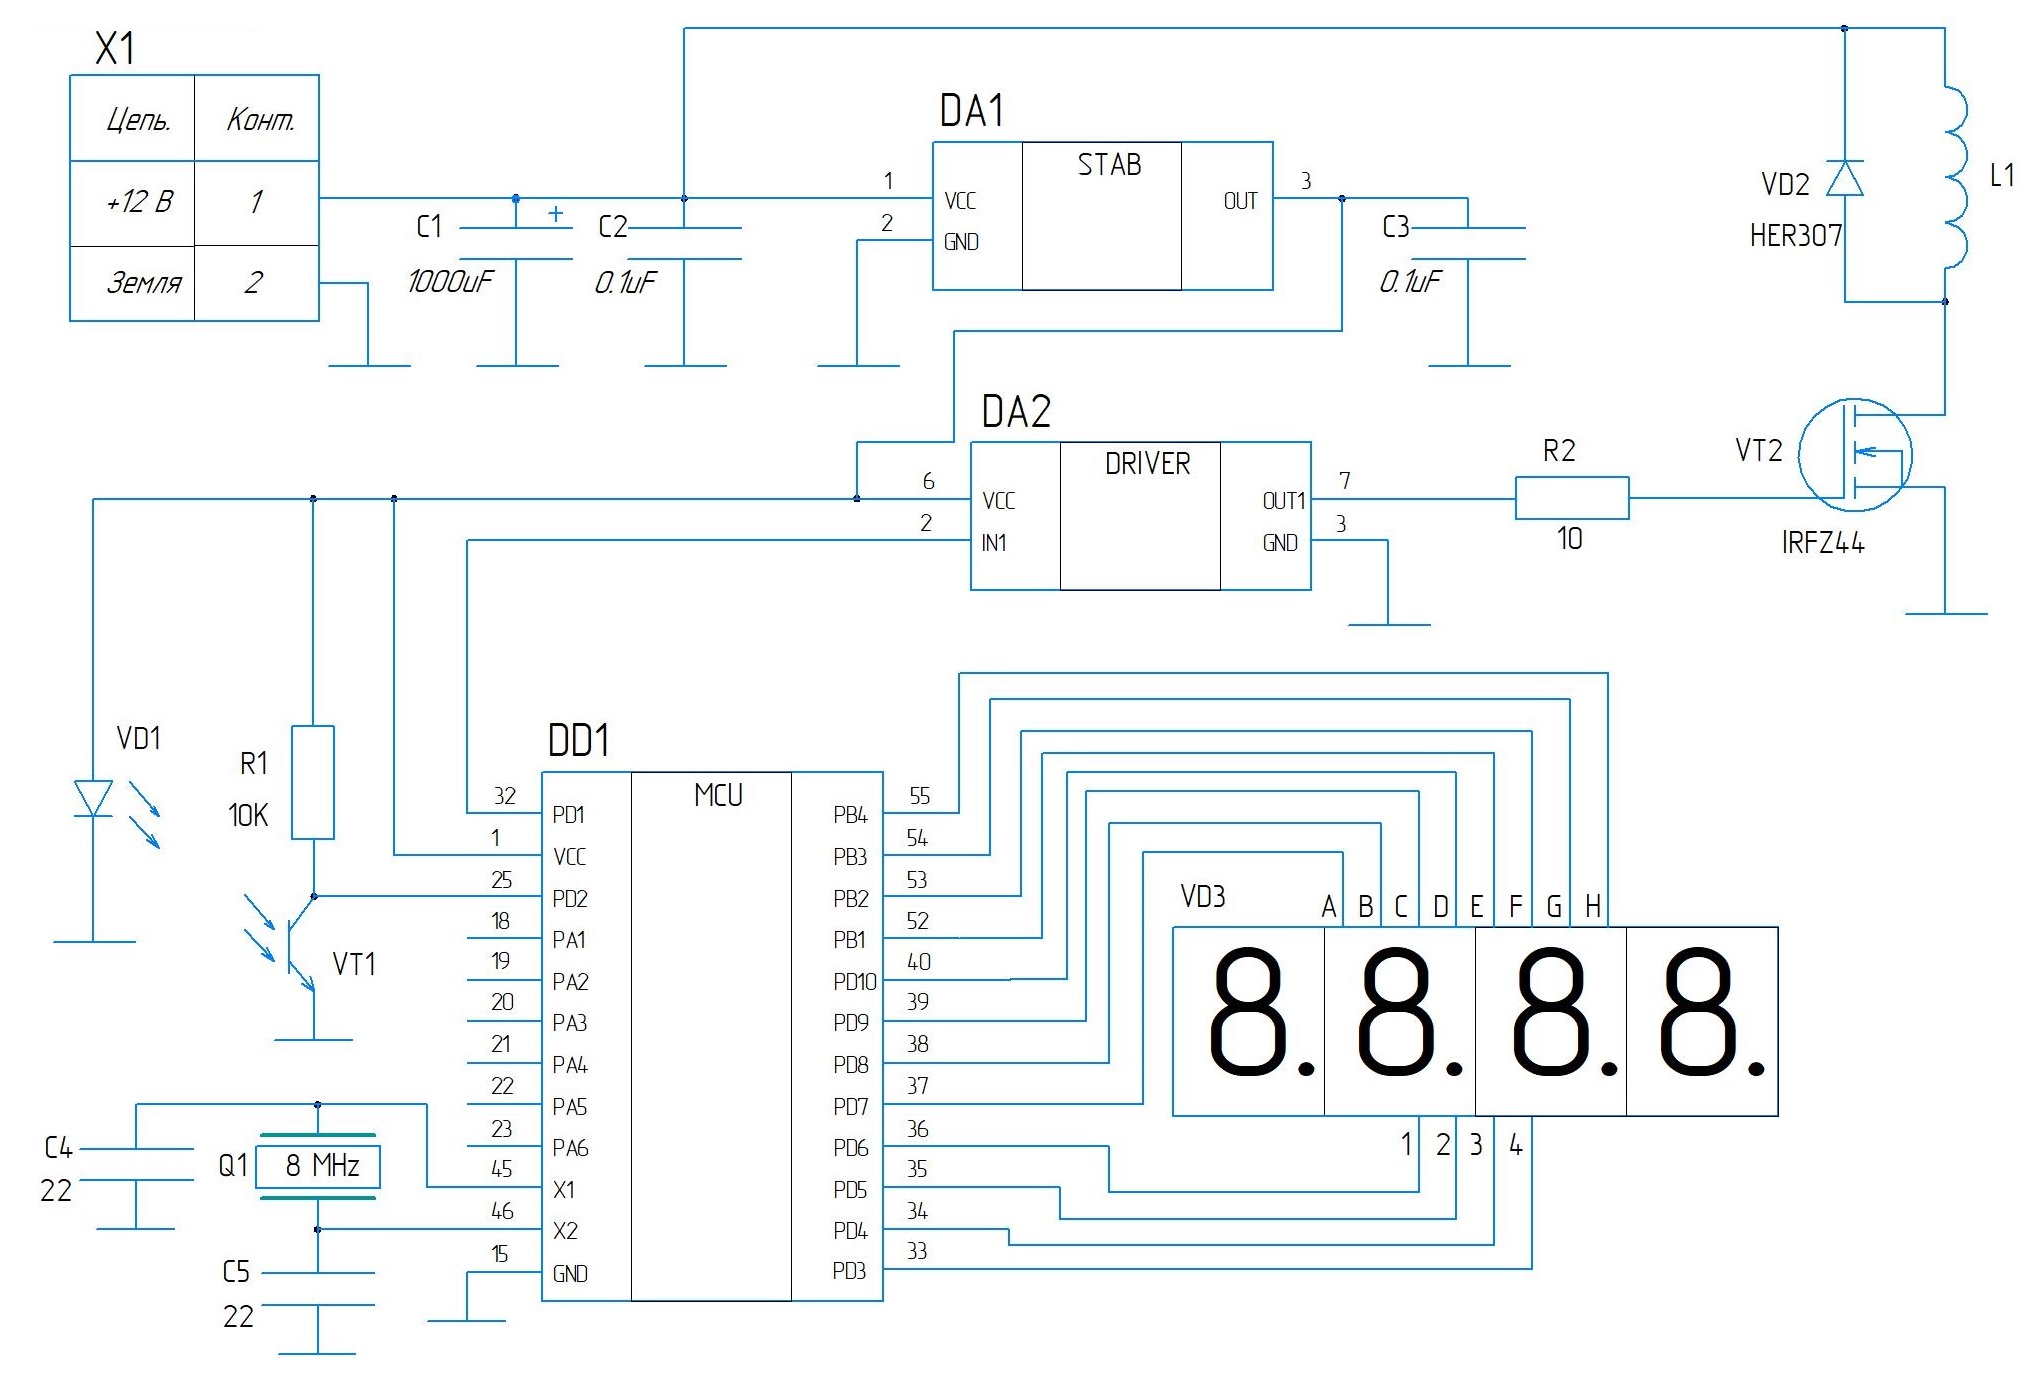 X1
Цепь. Конт.
+12 В 1
Земля 2
C1
+
1000uF
C2
0.1uF
DA1
STAB
1 VCC
2 GND
OUT 3
C3
0.1uF
VD2
HER307
L1
DA2
DRIVER
6 VCC
2 IN1
OUT1 7
GND 3
R2
10
VT2
IRFZ44
VD1
R1
10K
VT1
C4
22
Q1
8 MHz
C5
22
DD1
MCU
32 PD1
1 VCC
25 PD2
18 PA1
19 PA2
20 PA3
21 PA4
22 PA5
23 PA6
45 X1
46 X2
15 GND
PB4 55
PB3 54
PB2 53
PB1 52
PD10 40
PD9 39
PD8 38
PD7 37
PD6 36
PD5 35
PD4 34
PD3 33
VD3
A B C D E F G H
8. 8. 8. 8.
1 2 3 4